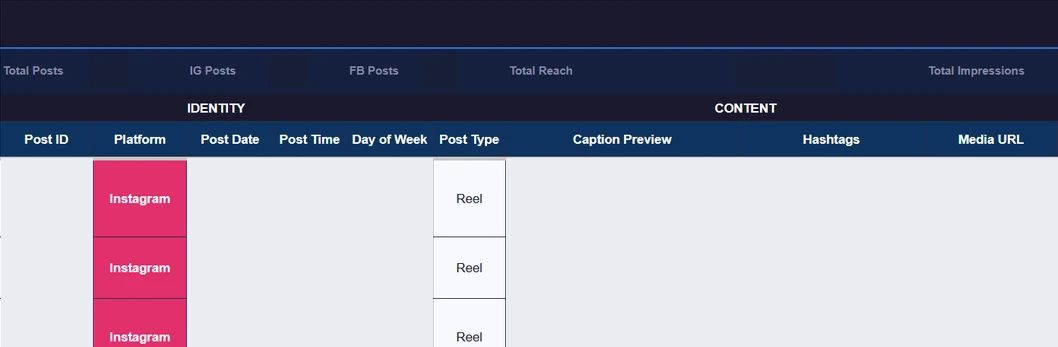 Total Posts IG Posts FB Posts Total Reach Total Impressions
IDENTITY CONTENT
Post ID Platform Post Date Post Time Day of Week Post Type Caption Preview Hashtags Media URL
Instagram Reel
Instagram Reel
Instagram Reel